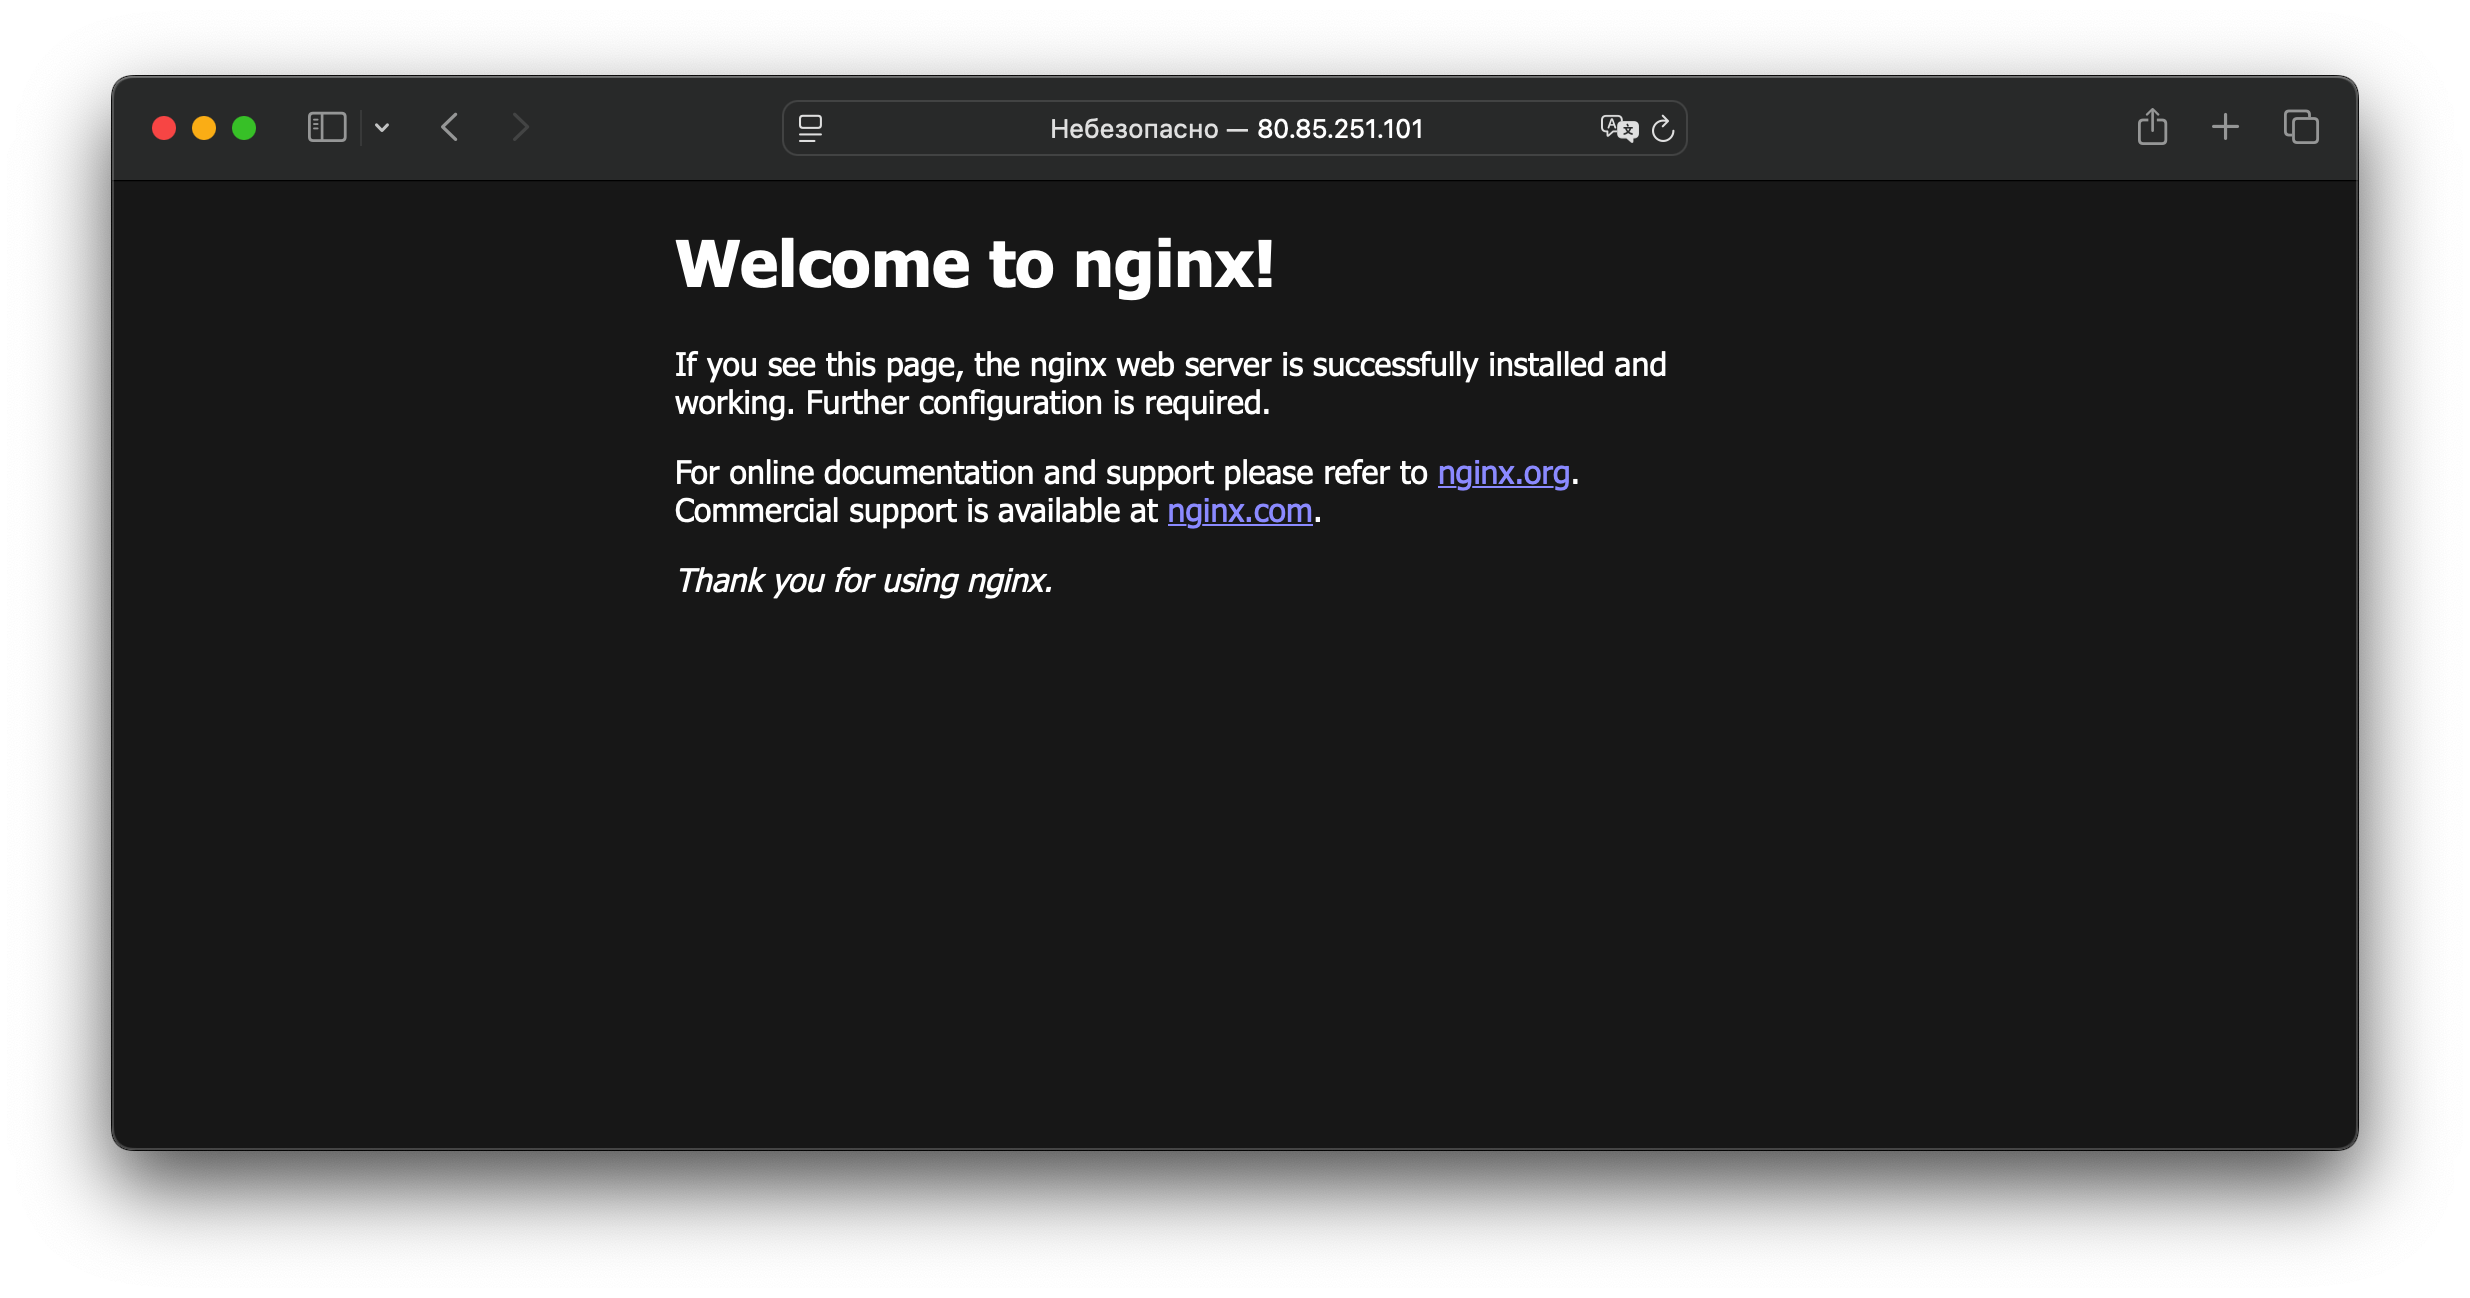 Небезопасно — 80.85.251.101
Welcome to nginx!
If you see this page, the nginx web server is successfully installed and
working. Further configuration is required.
For online documentation and support please refer to nginx.org.
Commercial support is available at nginx.com.
Thank you for using nginx.